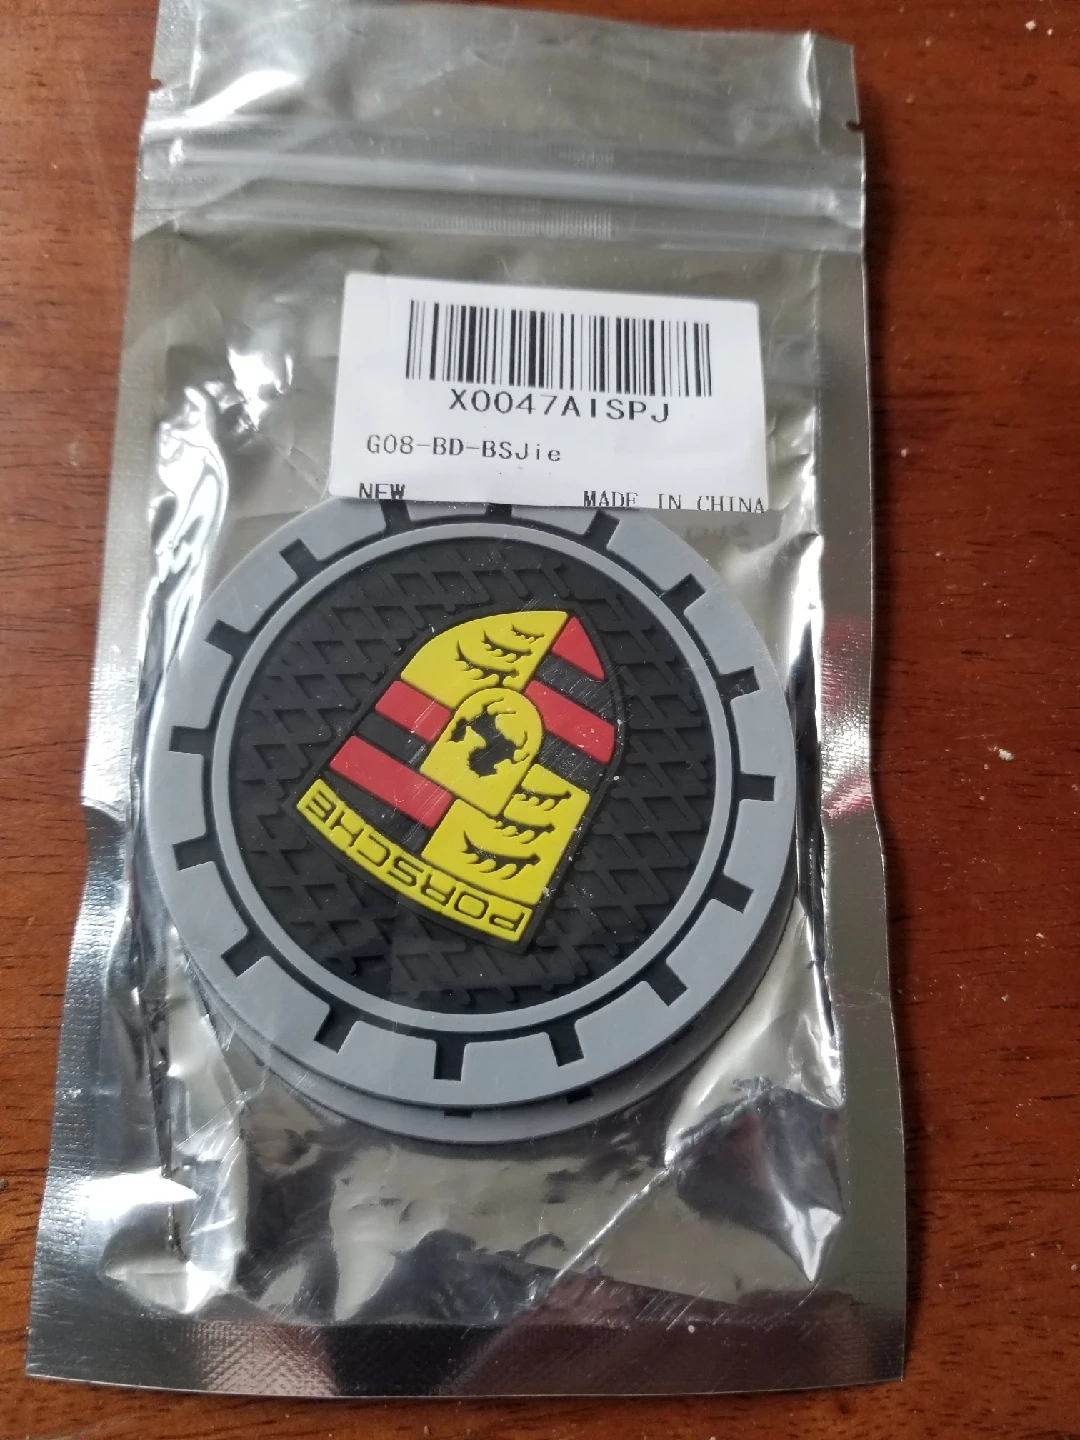 X0047AISPJ
G08-BD-BSJie
NEW MADE IN CHINA
PORSCHE